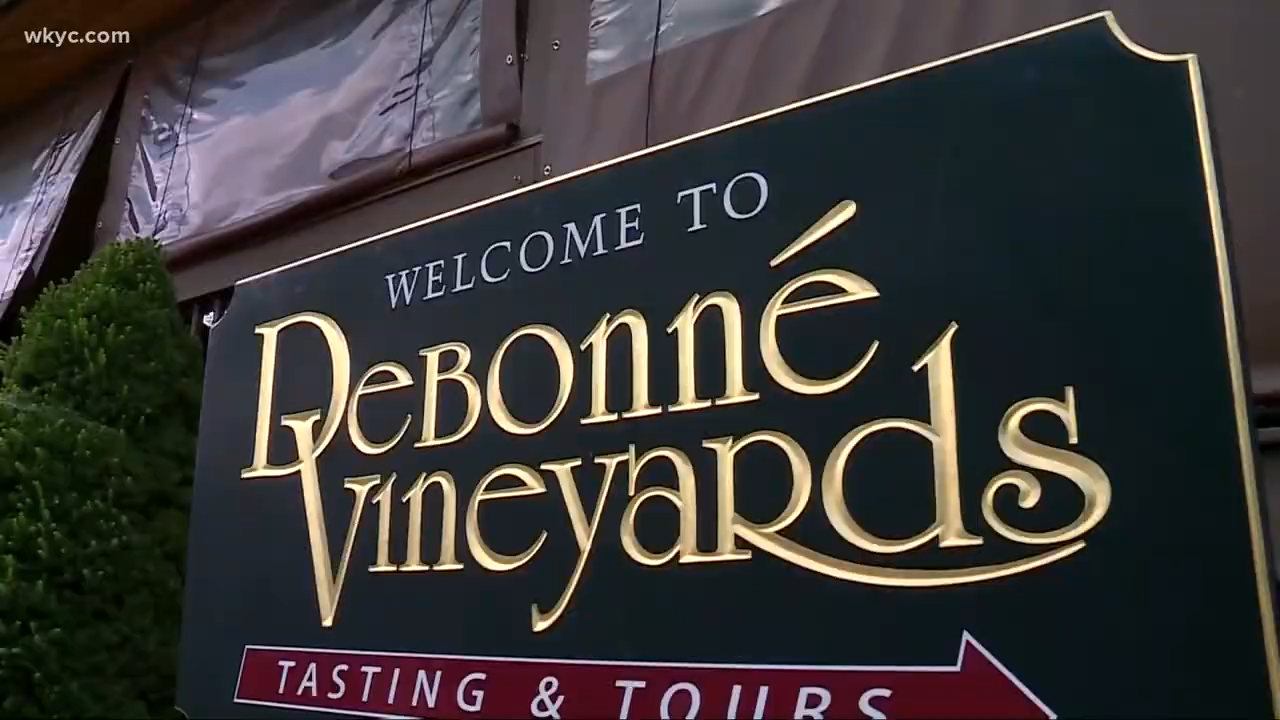 wkyc.com
WELCOME TO
DeBonné
Vineyards
TASTING & TOURS